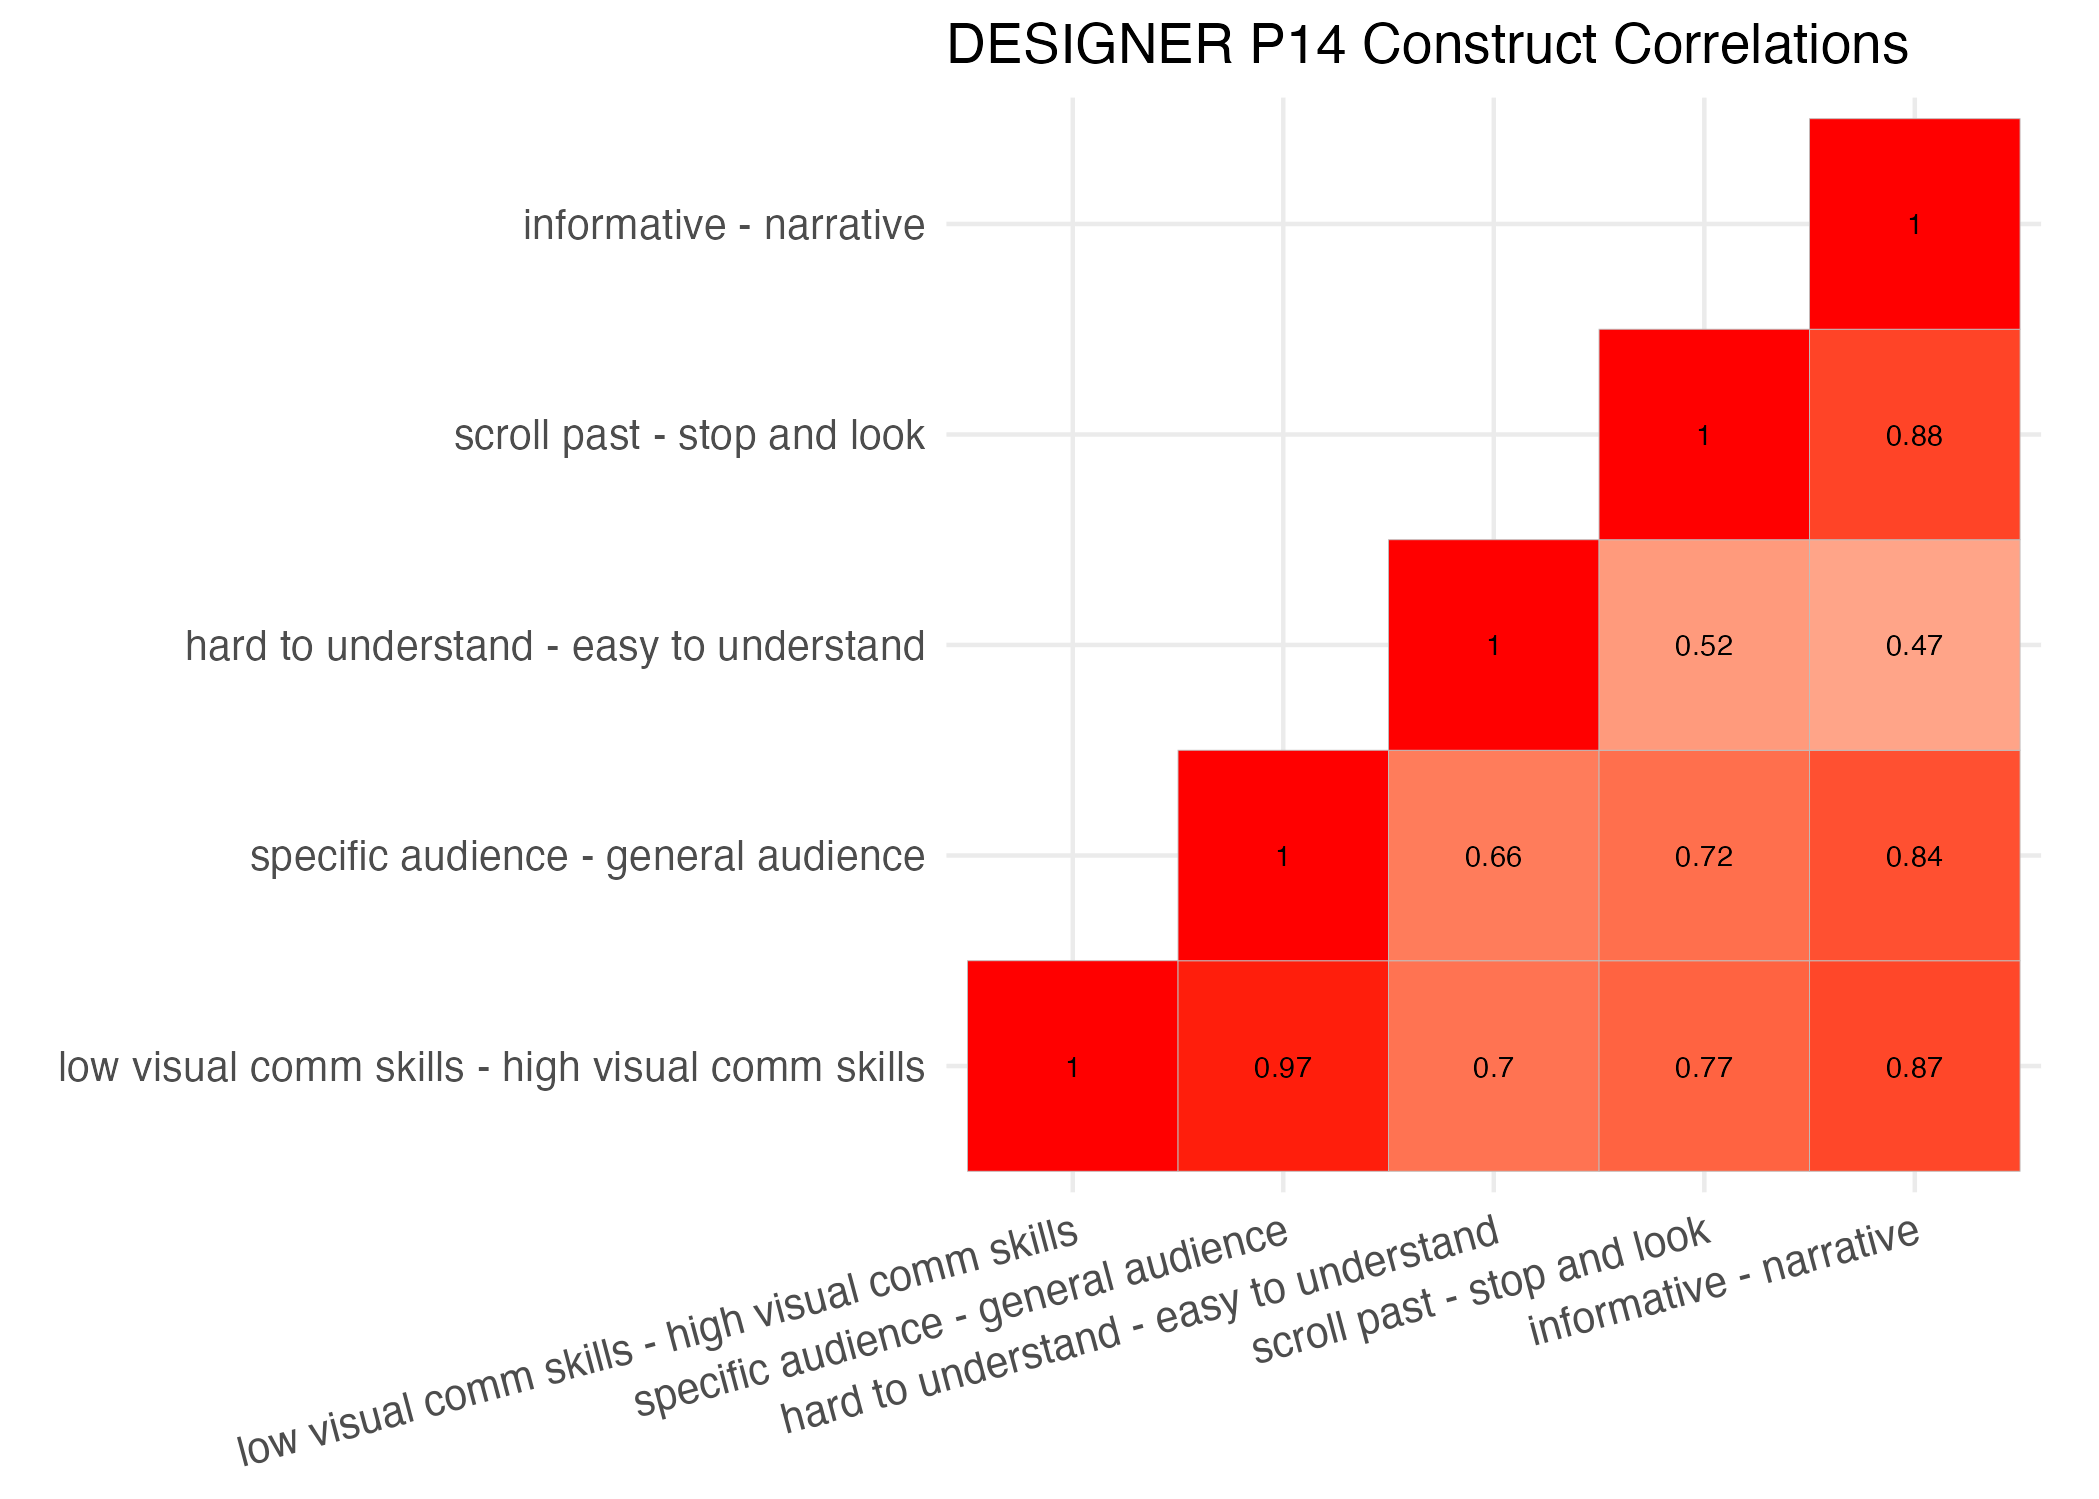 DESIGNER P14 Construct Correlations
informative - narrative
1
scroll past - stop and look
1
0.88
hard to understand - easy to understand
1
0.52
0.47
specific audience - general audience
1
0.66
0.72
0.84
low visual comm skills - high visual comm skills
1
0.97
0.7
0.77
0.87
low visual comm skills - high visual comm skills
specific audience - general audience
hard to understand - easy to understand
scroll past - stop and look
informative - narrative